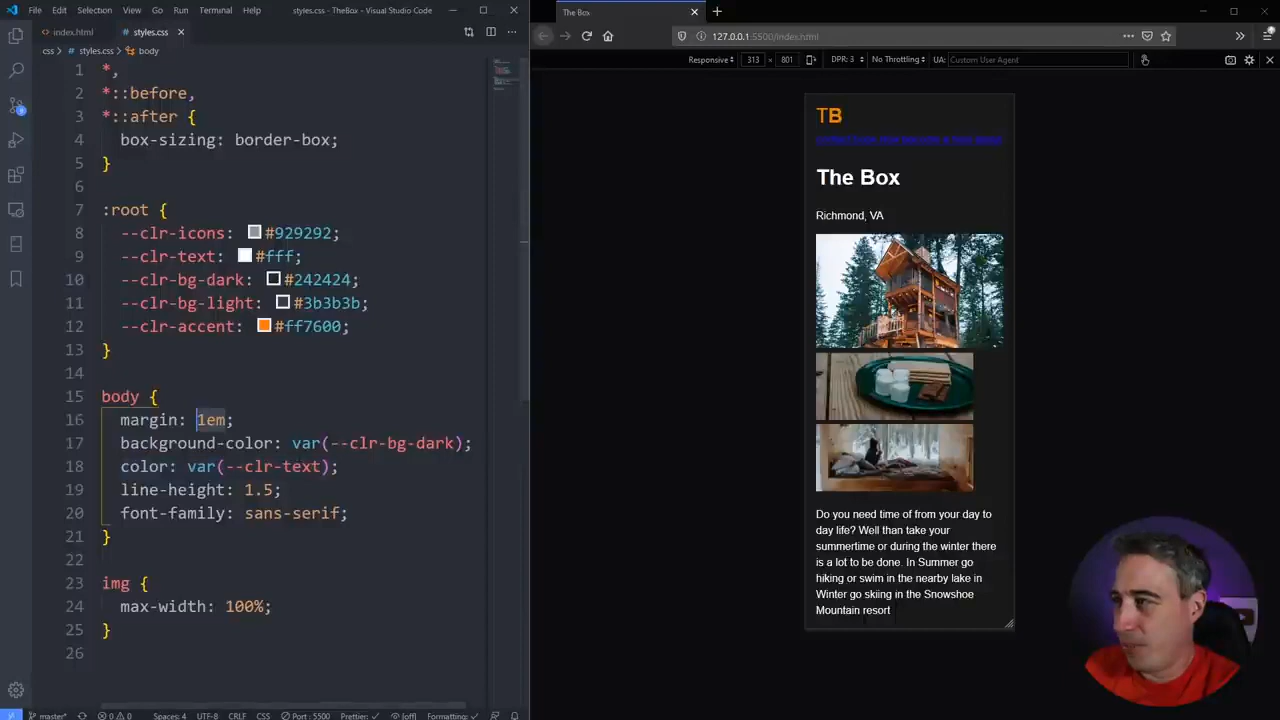 File Edit Selection View Go Run Terminal Help styles.css - TheBox - Visual Studio Code
index.html styles.css
css > # styles.css > body
1 *,
2 *::before,
3 *::after {
4 box-sizing: border-box;
5 }
6
7 :root {
8 --clr-icons: #929292;
9 --clr-text: #fff;
10 --clr-bg-dark: #242424;
11 --clr-bg-light: #3b3b3b;
12 --clr-accent: #ff7600;
13 }
14
15 body {
16 margin: 1em;
17 background-color: var(--clr-bg-dark);
18 color: var(--clr-text);
19 line-height: 1.5;
20 font-family: sans-serif;
21 }
22
23 img {
24 max-width: 100%;
25 }
26
master* 0 0 Spaces: 4 UTF-8 CRLF CSS Port : 5500 Prettier: ✓ [off] Formatting: ✓
The Box
127.0.0.1:5500/index.html
Responsive 313 × 801 DPR: 3 No Throttling UA: Custom User Agent
TB
The Box
Richmond, VA
Do you need time of from your day to
day life? Well than take your
summertime or during the winter there
is a lot to be done. In Summer go
hiking or swim in the nearby lake in
Winter go skiing in the Snowshoe
Mountain resort